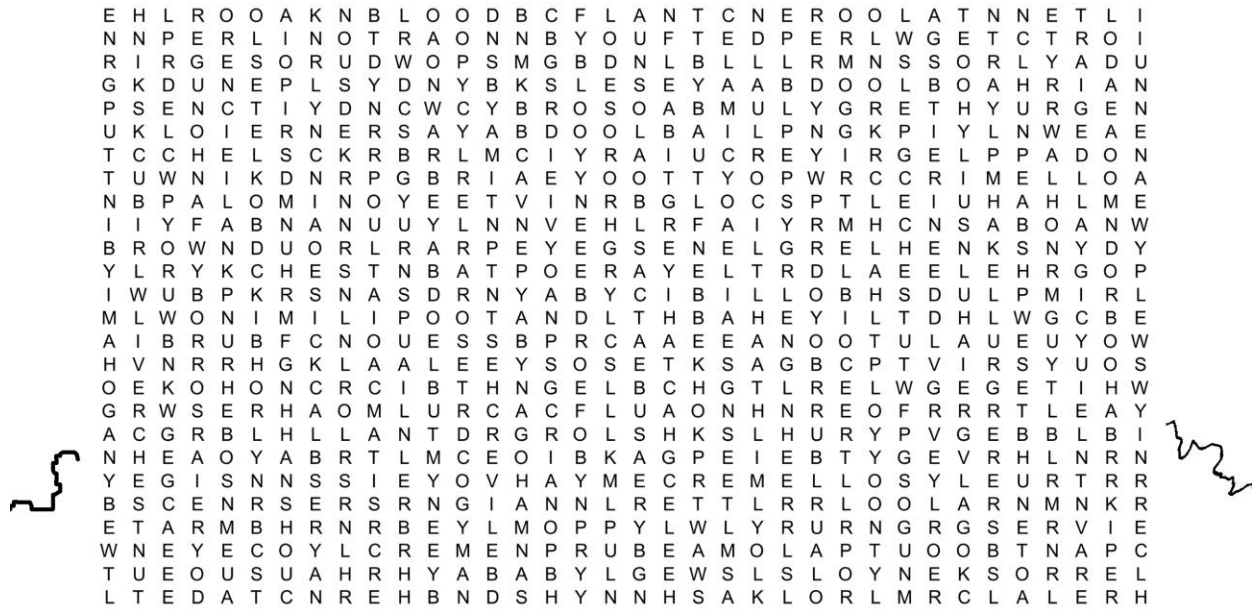 E H L R O O A K N B L O O D B C F L A N T C N E R O O L A T N N E T L I
N N P E R L I N O T R A O N N B Y O U F T E D P E R L W G E T C T R O I
R I R G E S O R U D W O P S M G B D N L B L L L R M N S S O R L Y A D U
G K D U N E P L S Y D N Y B K S L E S E Y A A B D O O L B O A H R I A N
P S E N C T I Y D N C W C Y B R O S O A B M U L Y G R E T H Y U R G E N
U K L O I E R N E R S A Y A B D O O L B A I L P N G K P I Y L N W E A E
T C C H E L S C K R B R L M C I Y R A I U C R E Y I R G E L P P A D O N
T U W N I K D N R P G B R I A E Y O O T T Y O P W R C C R I M E L L O A
N B P A L O M I N O Y E E T V I N R B G L O C S P T L E I U H A H L M E
I I Y F A B N A N U U Y L N N V E H L R F A I Y R M H C N S A B O A N W
B R O W N D U O R L R A R P E Y E G S E N E L G R E L H E N K S N Y D Y
Y L R Y K C H E S T N B A T P O E R A Y E L T R D L A E E L E H R G O P
I W U B P K R S N A S D R N Y A B Y C I B I L L O B H S D U L P M I R L
M L W O N I M I L I P O O T A N D L T H B A H E Y I L T D H L W G C B E
A I B R U B F C N O U E S S B P R C A A E E A N O O T U L A U E U Y O W
H V N R R H G K L A A L E E Y S O S E T K S A G B C P T V I R S Y U O S
O E K O H O N C R C I B T H N G E L B C H G T L R E L W G E G E T I H W
G R W S E R H A O M L U R C A C F L U A O N H N R E O F R R R T L E A Y
A C G R B L H L L A N T D R G R O L S H K S L H U R Y P V G E B B L B I
N H E A O Y A B R T L M C E O I B K A G P E I E B T Y G E V R H L N R N
Y E G I S N N S S I E Y O V H A Y M E C R E M E L L O S Y L E U R T R R
B S C E N R S E R S R N G I A N N L R E T T L R R L O O L A R N M N K R
E T A R M B H R N R B E Y L M O P P Y L W L Y R U R N G R G S E R V I E
W N E Y E C O Y L C R E M E N P R U B E A M O L A P T U O O B T N A P C
T U E O U S U A H R H Y A B A B Y L G E W S L S L O Y N E K S O R R E L
L T E D A T C N R E H B N D S H Y N N H S A K L O R L M R C L A L E R H